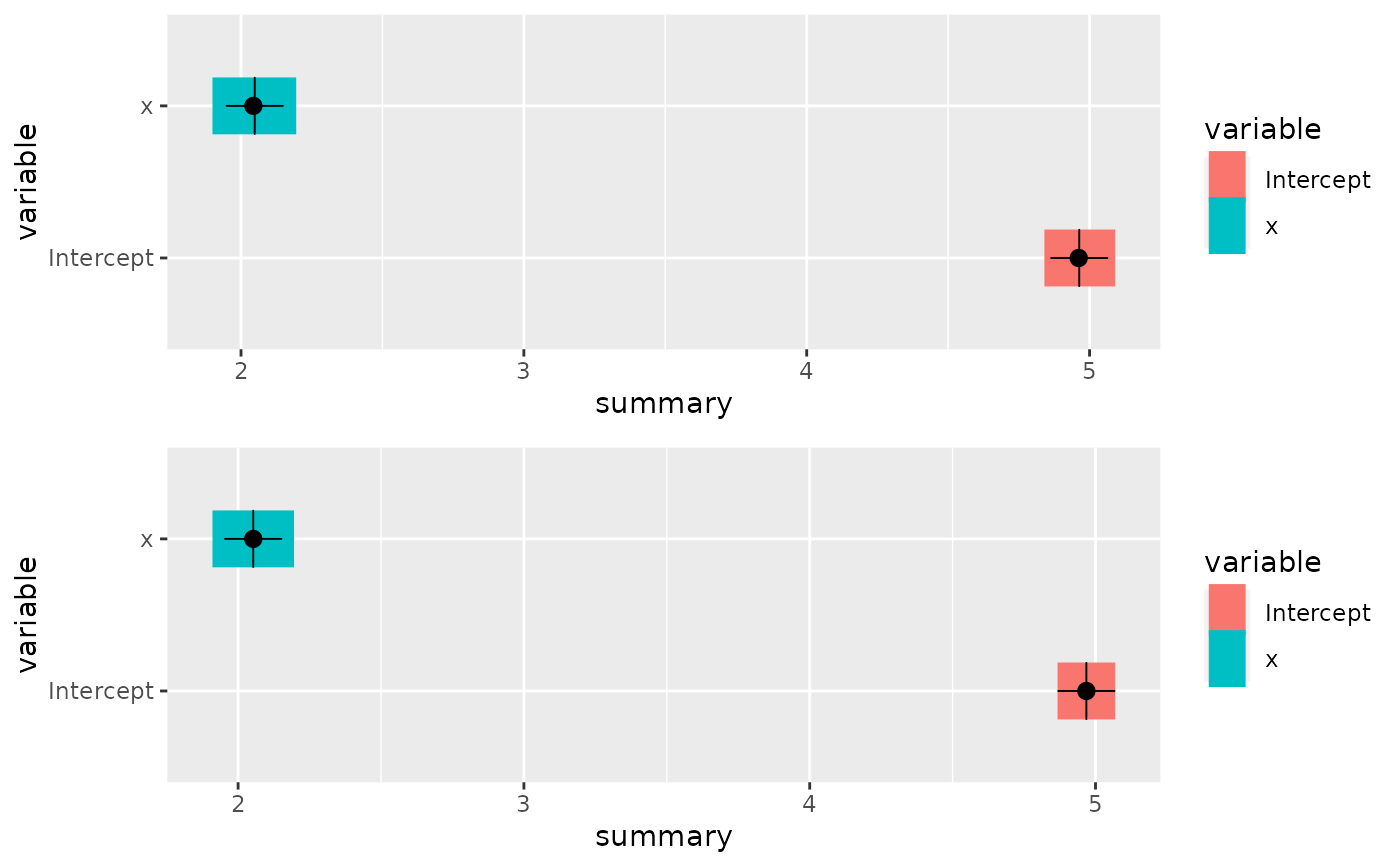 variable
x
Intercept
2 3 4 5
summary
variable
Intercept
x
variable
x
Intercept
2 3 4 5
summary
variable
Intercept
x